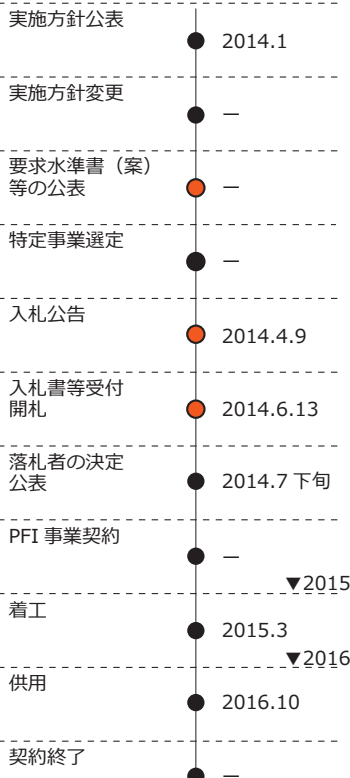 実施方針公表
2014.1
実施方針変更
—
要求水準書（案）
等の公表
—
特定事業選定
—
入札公告
2014.4.9
入札書等受付
開札
2014.6.13
落札者の決定
公表
2014.7 下旬
PFI 事業契約
—
▼2015
着工
2015.3
▼2016
供用
2016.10
契約終了
—